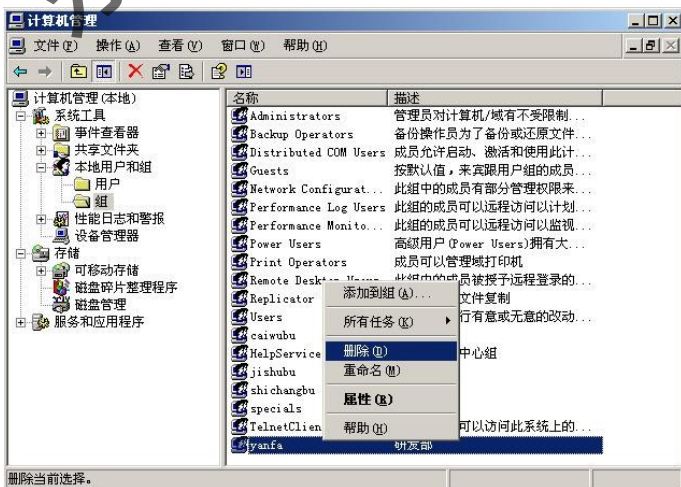 计算机管理
文件(F) 操作(A) 查看(V) 窗口(W) 帮助(H)
计算机管理(本地)
系统工具
事件查看器
共享文件夹
本地用户和组
用户
组
性能日志和警报
设备管理器
存储
可移动存储
磁盘碎片整理程序
磁盘管理
服务和应用程序
名称 描述
Administrators 管理员对计算机/域有不受限制...
Backup Operators 备份操作员为了备份或还原文件...
Distributed COM Users 成员允许启动、激活和使用此计...
Guests 按默认值，来宾跟用户组的成员...
Network Configurat... 此组中的成员有部分管理权限来...
Performance Log Users 此组的成员可以远程访问以计划...
Performance Monito... 此组的成员可以远程访问以监视...
Power Users 高级用户(Power Users)拥有大...
Print Operators 成员可以管理域打印机
Remote Desktop Users 此组中的成员被授予远程登录的...
Replicator 文件复制
Users 行有意或无意的改动...
caiwubu
HelpService 中心组
jishubu
shichangbu
specials
TelnetClien 可以访问此系统上的...
yanfa 研发部
添加到组(A)...
所有任务(K)
删除(D)
重命名(M)
属性(R)
帮助(H)
删除当前选择。